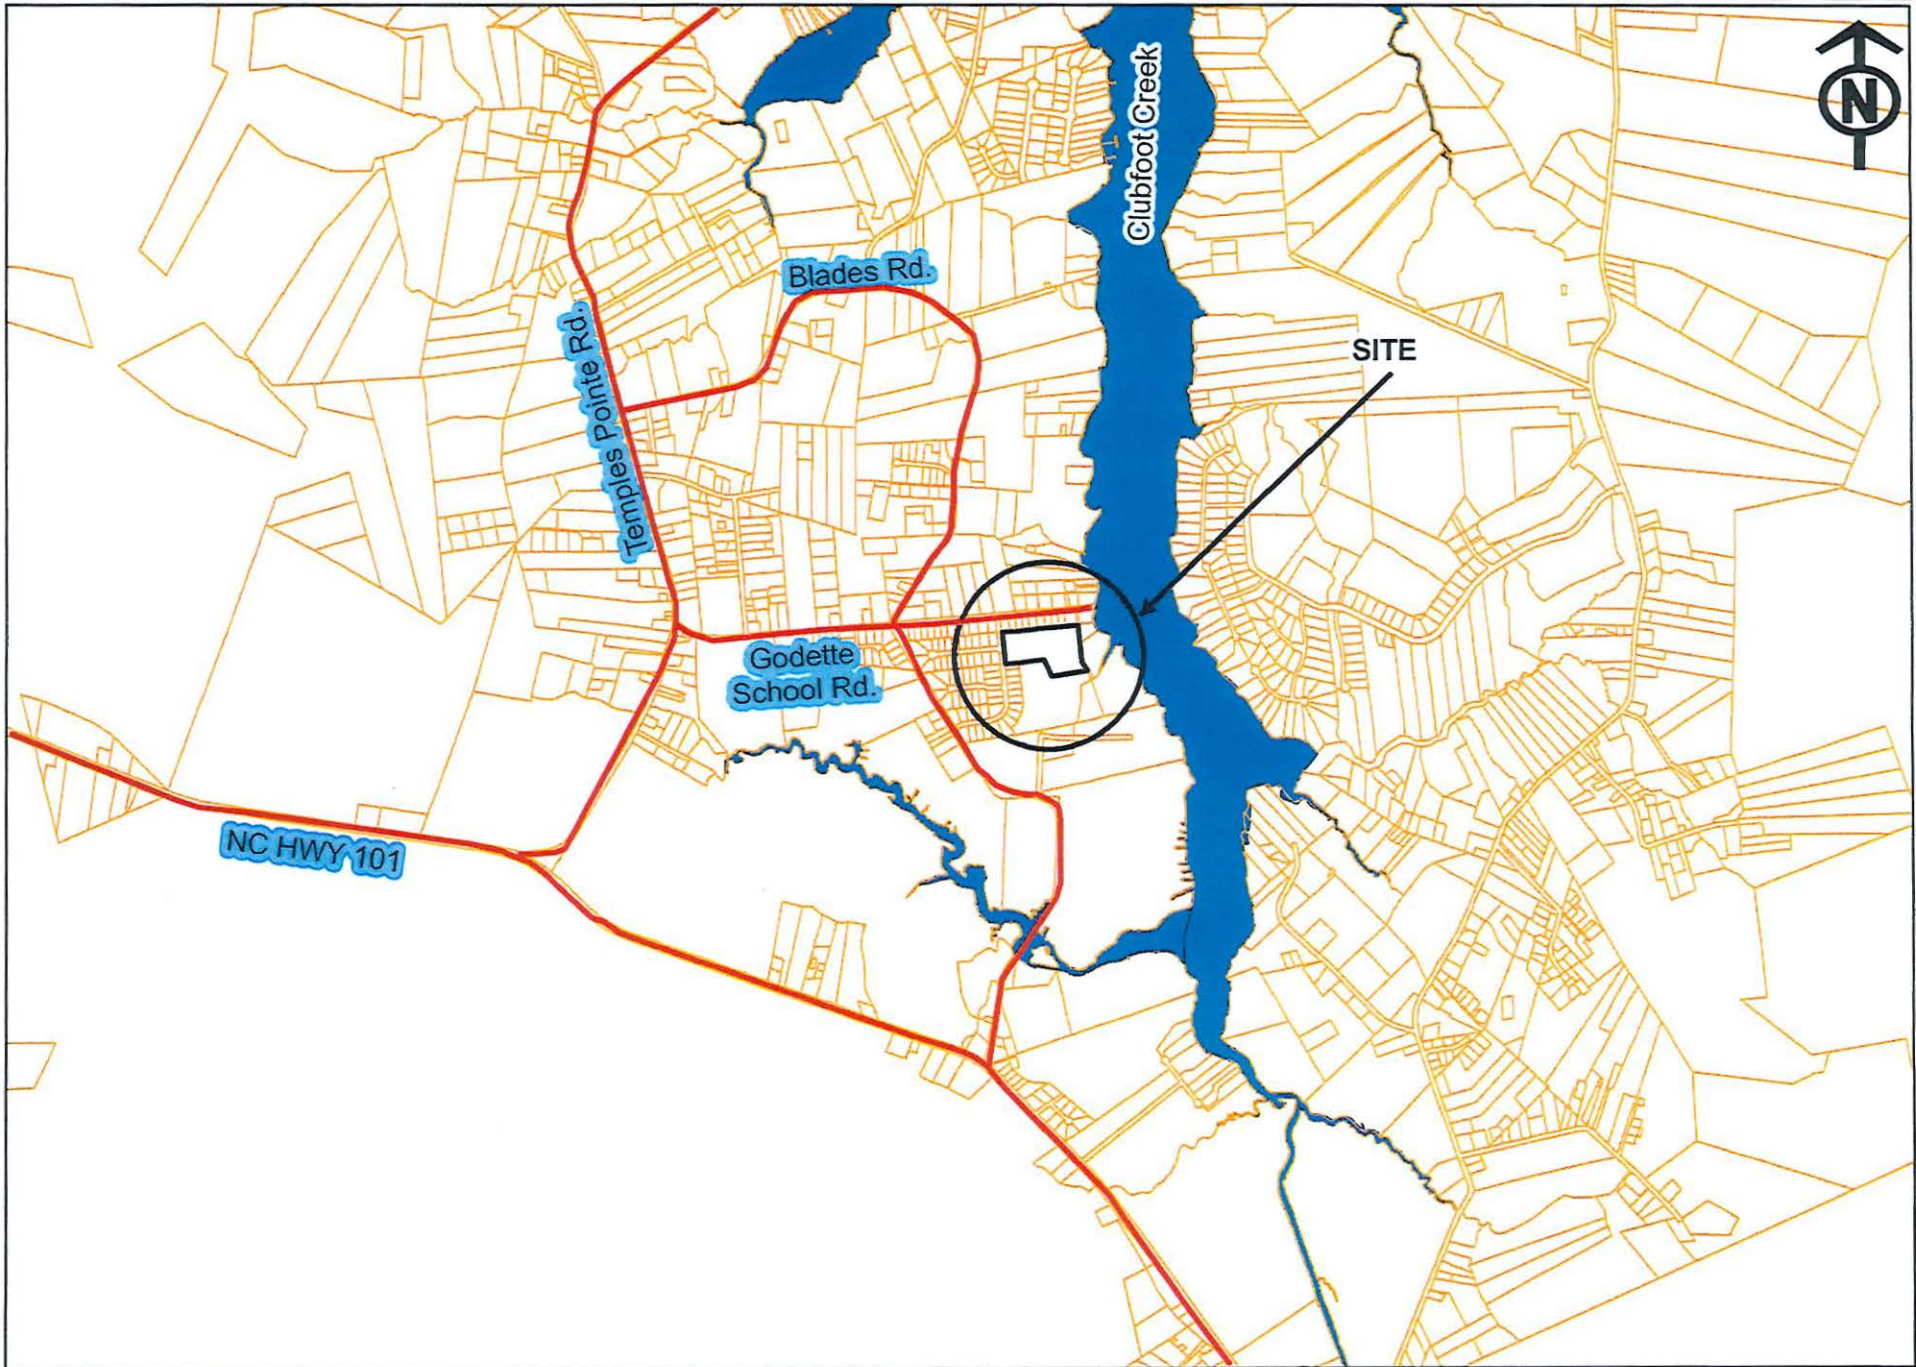 N
Clubfoot Creek
Blades Rd.
SITE
Temples Pointe Rd.
Godette
School Rd.
NC HWY 101